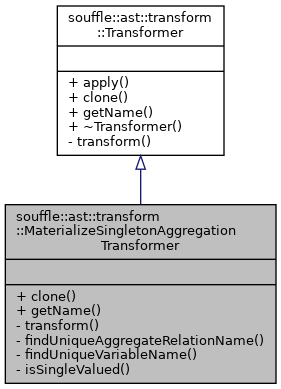 souffle::ast::transform
::Transformer
+ apply()
+ clone()
+ getName()
+ ~Transformer()
- transform()
souffle::ast::transform
::MaterializeSingletonAggregation
Transformer
+ clone()
+ getName()
- transform()
- findUniqueAggregateRelationName()
- findUniqueVariableName()
- isSingleValued()